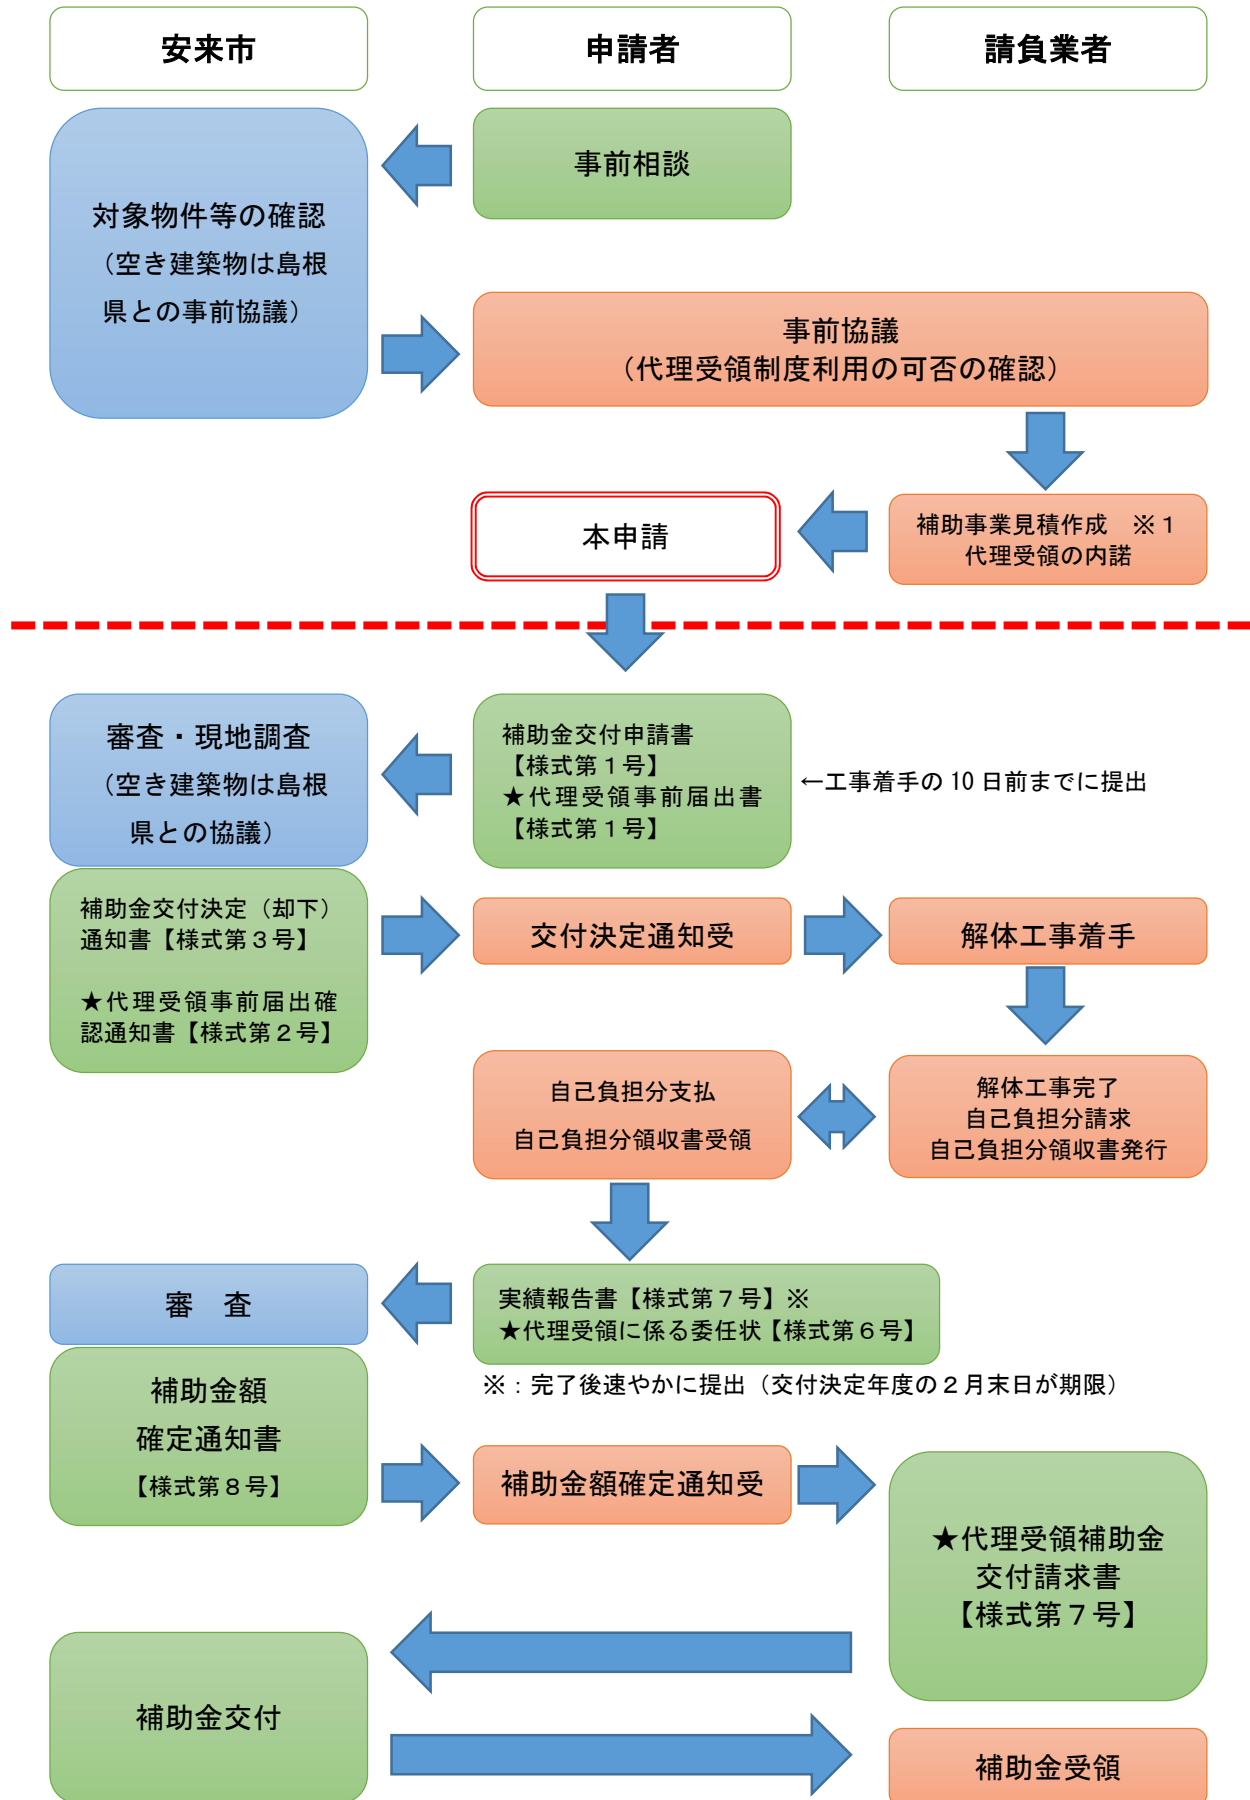 安来市
申請者
請負業者
事前相談
対象物件等の確認
（空き建築物は島根
県との事前協議）
事前協議
（代理受領制度利用の可否の確認）
補助事業見積作成　※１
代理受領の内諾
本申請
審査・現地調査
（空き建築物は島根
県との協議）
補助金交付申請書
【様式第１号】
★代理受領事前届出書
【様式第１号】
←工事着手の 10 日前までに提出
補助金交付決定（却下）
通知書【様式第３号】
★代理受領事前届出確
認通知書【様式第２号】
交付決定通知受
解体工事着手
自己負担分支払
自己負担分領収書受領
解体工事完了
自己負担分請求
自己負担分領収書発行
審　査
実績報告書【様式第７号】※
★代理受領に係る委任状【様式第６号】
※：完了後速やかに提出（交付決定年度の２月末日が期限）
補助金額
確定通知書
【様式第８号】
補助金額確定通知受
★代理受領補助金
交付請求書
【様式第７号】
補助金交付
補助金受領